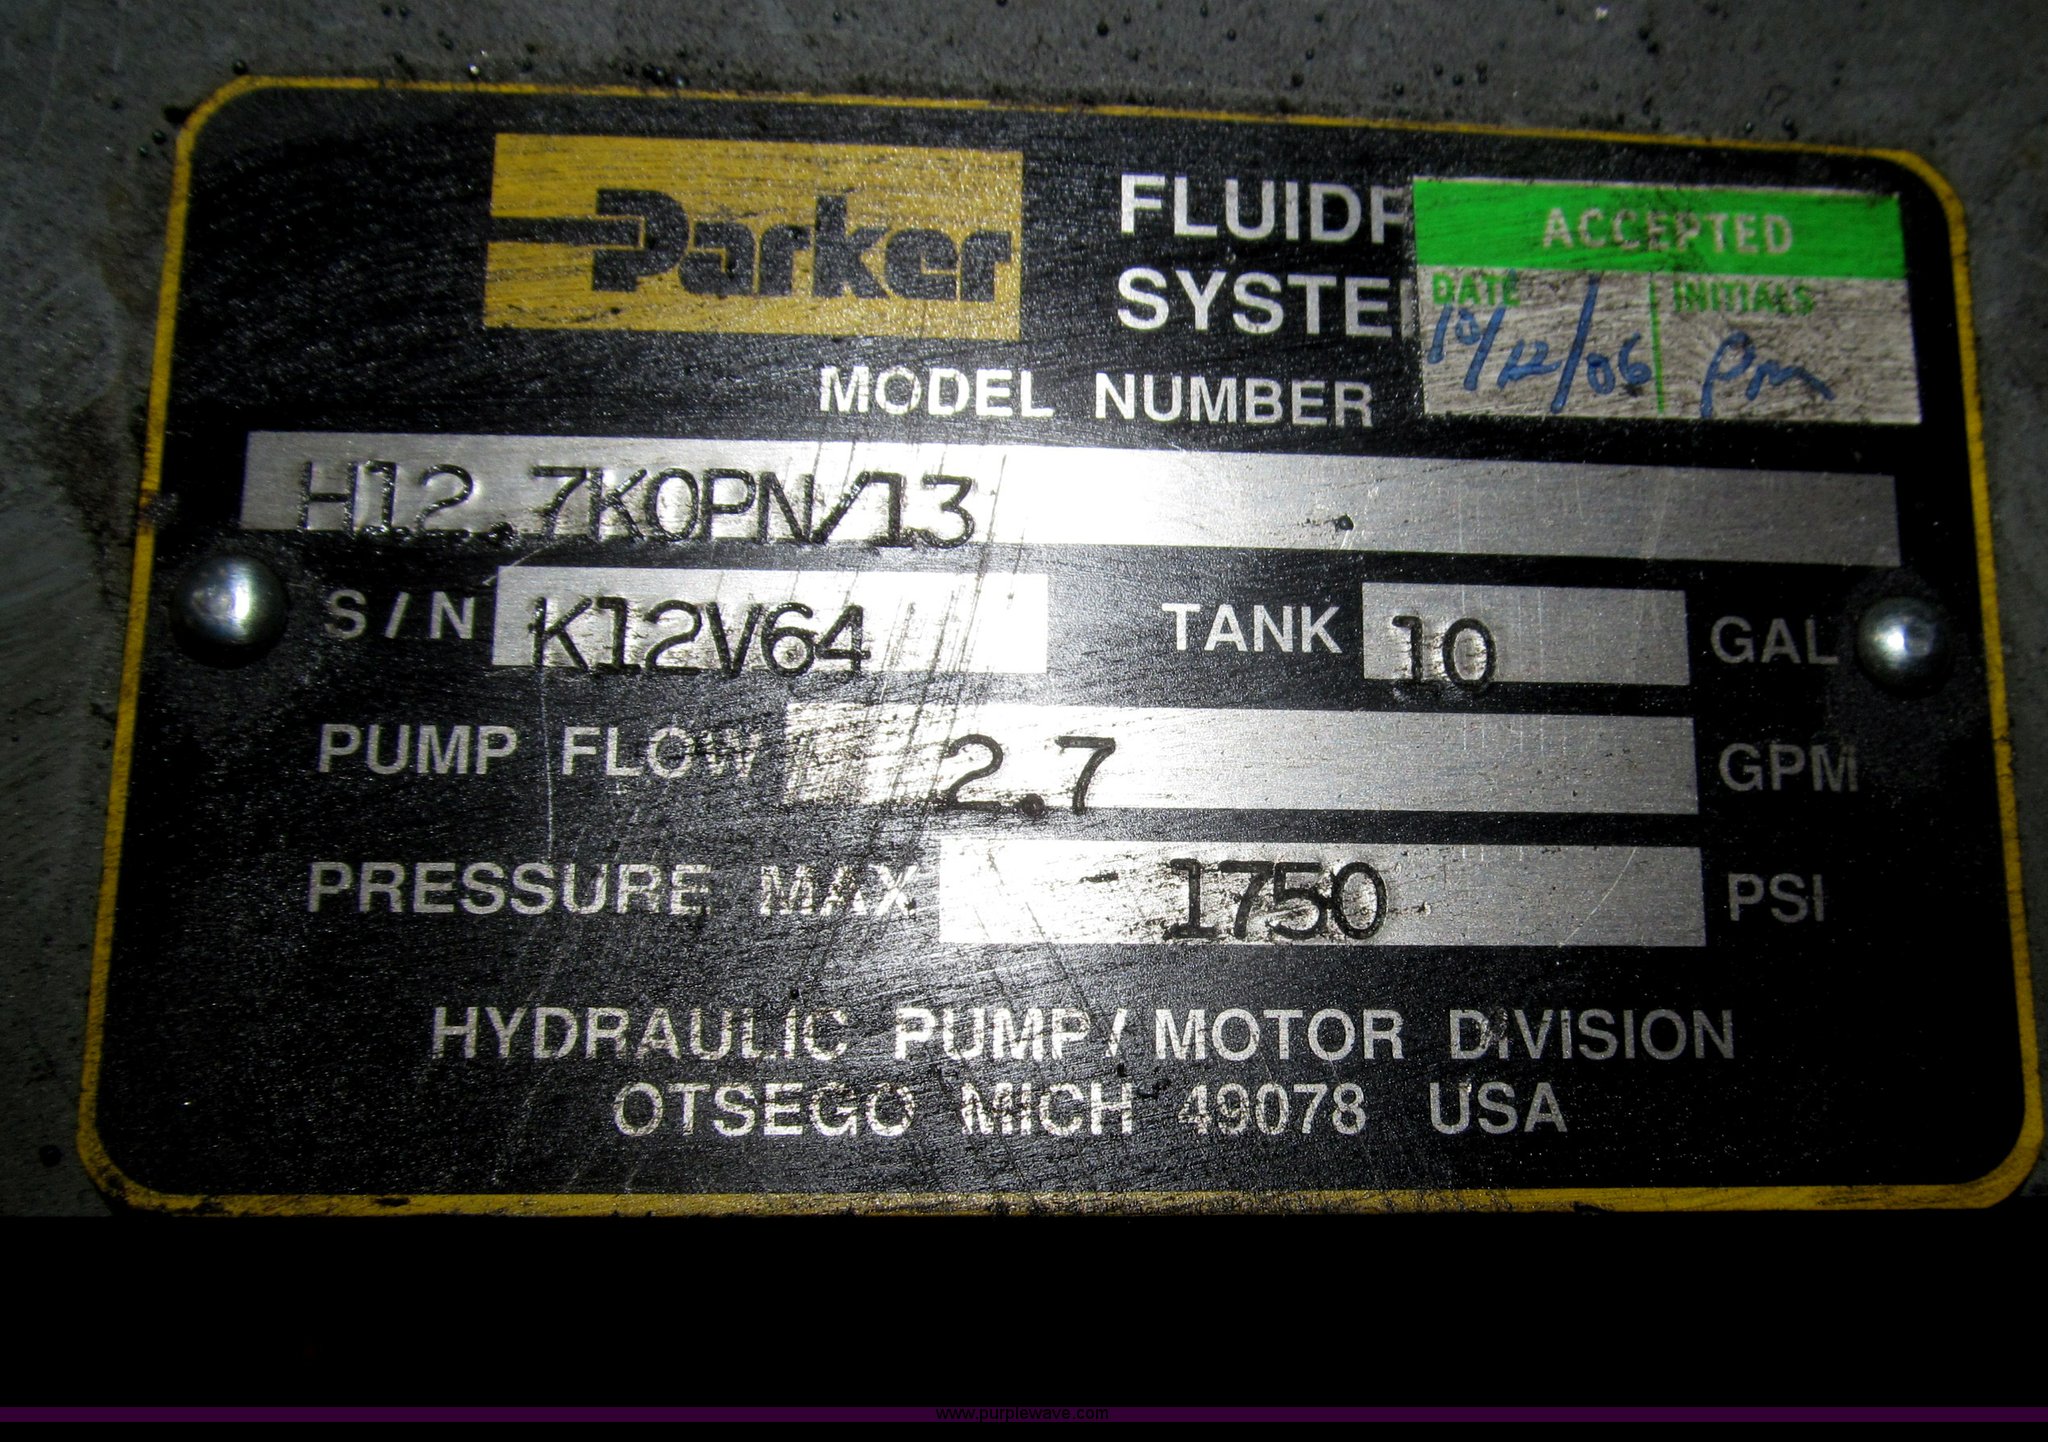 Parker
FLUIDP
SYSTE
ACCEPTED
DATE INITIALS
10/12/06 PM
MODEL NUMBER
H12.7K0PN/13
S/N K12V64 TANK 10 GAL
PUMP FLOW 2.7 GPM
PRESSURE MAX 1750 PSI
HYDRAULIC PUMP/MOTOR DIVISION
OTSEGO MICH 49078 USA
www.purplewave.com